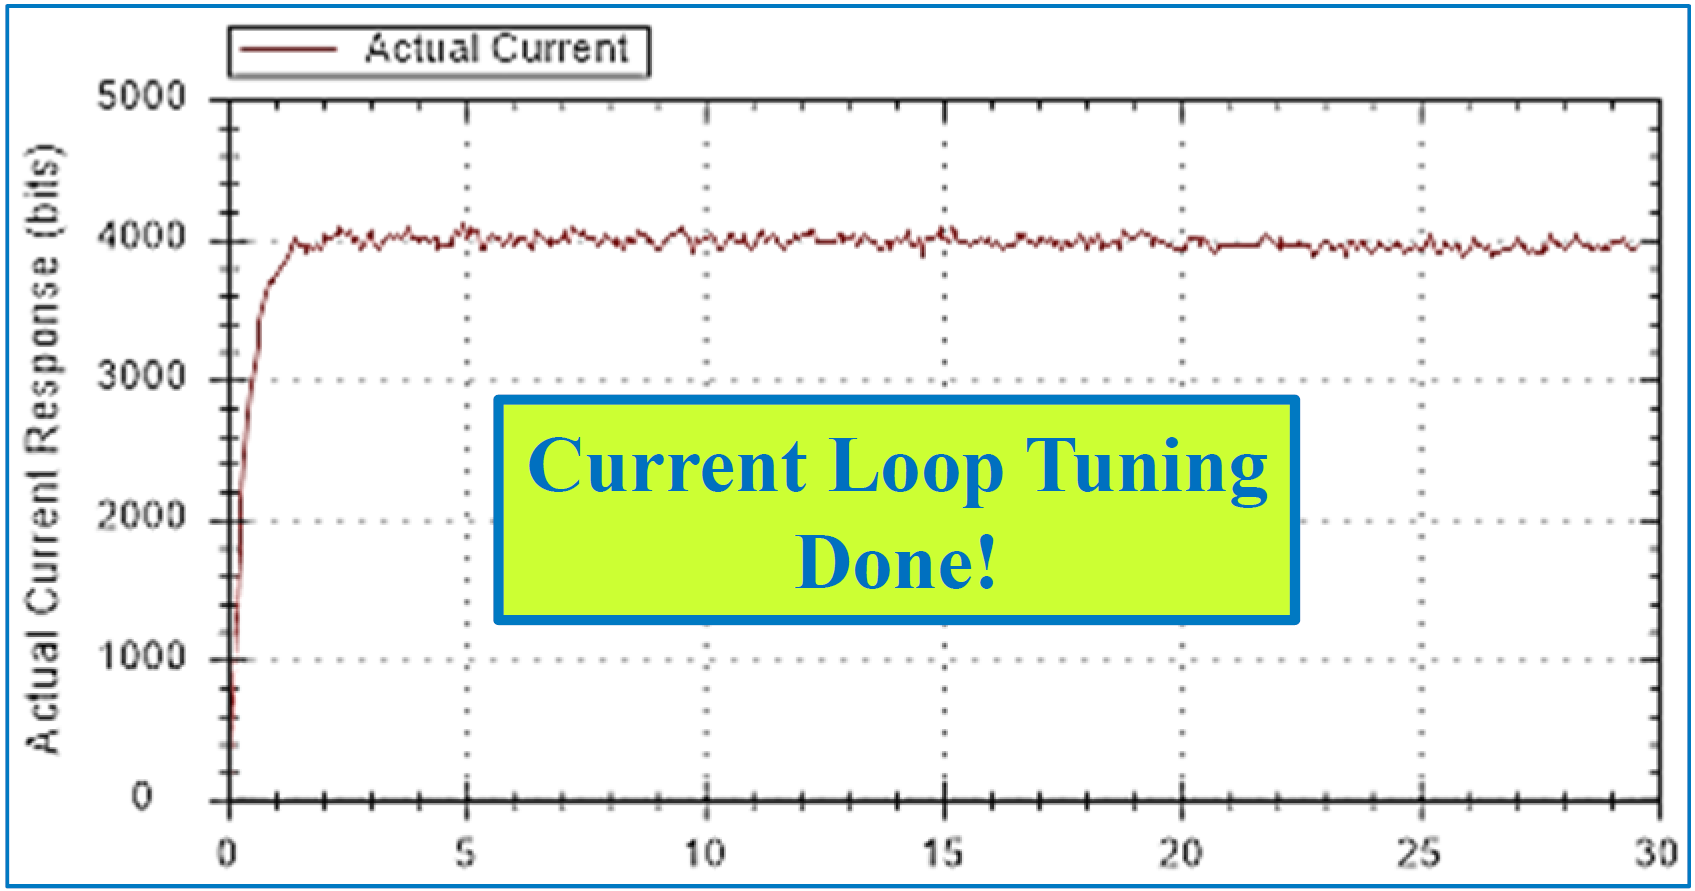 Actual Current
5000
4000
3000
2000
1000
0
Actual Current Response (bits)
Current Loop Tuning
Done!
0 5 10 15 20 25 30